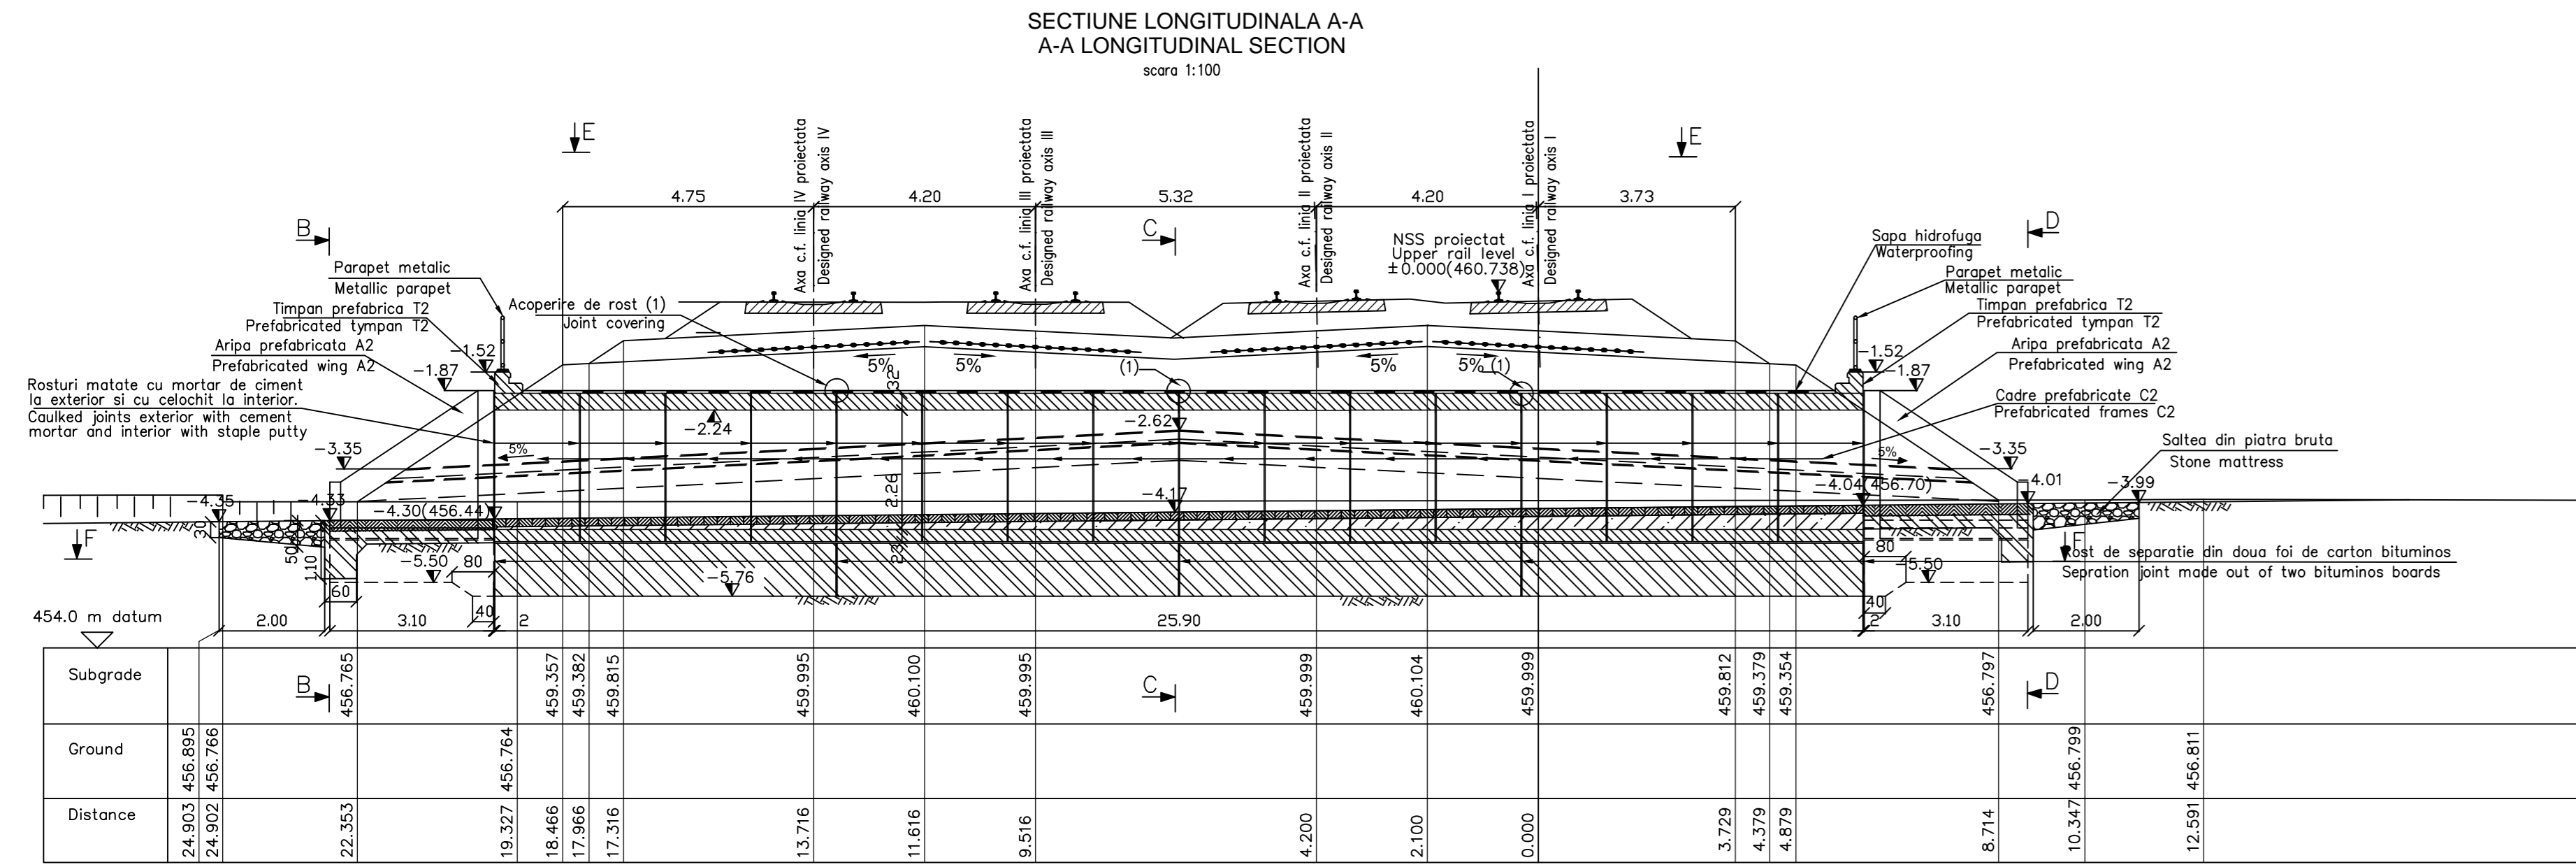 SECTIUNE LONGITUDINALA A-A
A-A LONGITUDINAL SECTION
scara 1:100
E
E
Axa c.f. linia IV proiectata
Designed railway axis IV
Axa c.f. linia III proiectata
Designed railway axis III
Axa c.f. linia II proiectata
Designed railway axis II
Axa c.f. linia I proiectata
Designed railway axis I
4.75
4.20
5.32
4.20
3.73
B
C
D
NSS proiectat
Upper rail level
±0.000(460.738)
Sapa hidrofuga
Waterproofing
Parapet metalic
Metallic parapet
Parapet metalic
Metallic parapet
Timpan prefabrica T2
Prefabricated tympan T2
Acoperire de rost (1)
Joint covering
Timpan prefabrica T2
Prefabricated tympan T2
Aripa prefabricata A2
Prefabricated wing A2
Aripa prefabricata A2
Prefabricated wing A2
-1.52
-1.87
5%
5%
(1)
5%
5%
(1)
-1.52
-1.87
Rosturi matate cu mortar de ciment
la exterior si cu celochit la interior.
Caulked joints exterior with cement
mortar and interior with staple putty
Cadre prefabricate C2
Prefabricated frames C2
-2.24
-2.62
-3.35
5%
5%
-3.35
Saltea din piatra bruta
Stone mattress
2.26
-4.35
-4.33
-4.30(456.44)
-4.17
-4.04(456.70)
4.01
-3.99
30
50
110
F
F
-5.50
80
60
40
-5.76
80
-5.50
40
Rost de separatie din doua foi de carton bituminos
Sepration joint made out of two bituminos boards
454.0 m datum
2.00
3.10
2
25.90
2
3.10
2.00
Subgrade
456.765
459.357
459.382
459.815
459.995
460.100
459.995
459.999
460.104
459.999
459.812
459.379
459.354
456.797
B
C
D
Ground
456.895
456.766
456.764
456.799
456.811
Distance
24.903
24.902
22.353
19.327
18.466
17.966
17.316
13.716
11.616
9.516
4.200
2.100
0.000
3.729
4.379
4.879
8.714
10.347
12.591